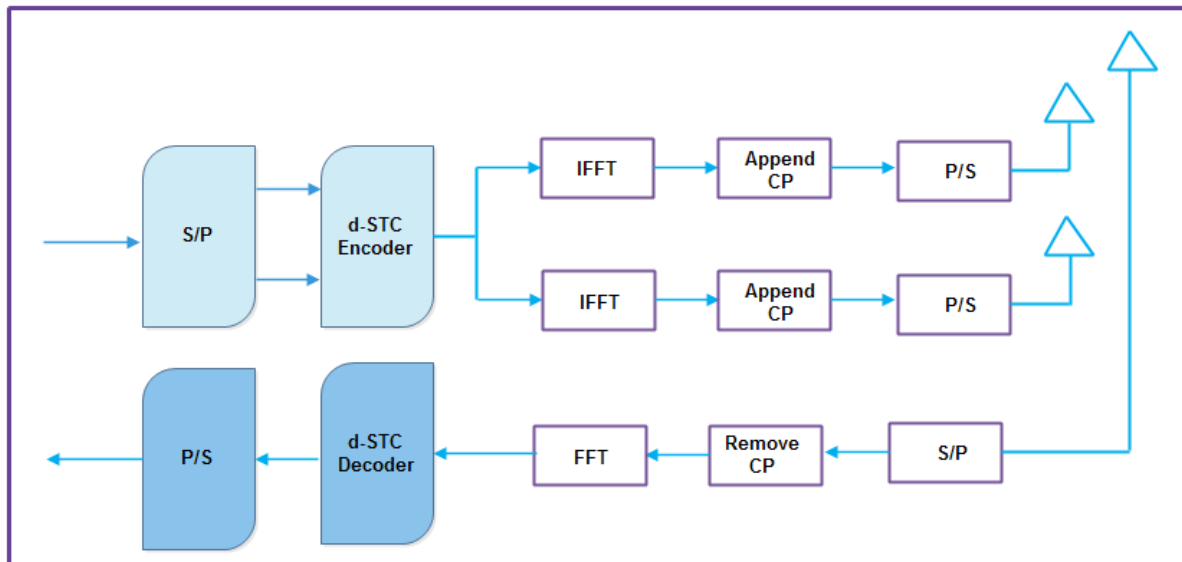 S/P
d-STC
Encoder
IFFT
Append
CP
P/S
IFFT
Append
CP
P/S
P/S
d-STC
Decoder
FFT
Remove
CP
S/P